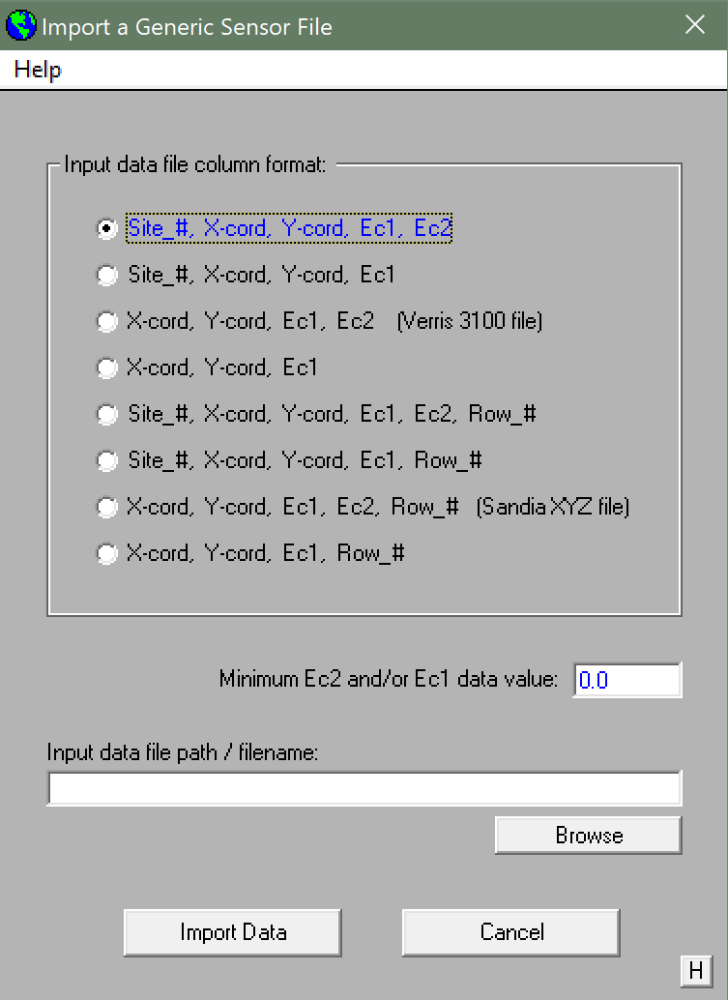 Import a Generic Sensor File
Help
Input data file column format:
Site_#, X-cord, Y-cord, Ec1, Ec2
Site_#, X-cord, Y-cord, Ec1
X-cord, Y-cord, Ec1, Ec2 (Verris 3100 file)
X-cord, Y-cord, Ec1
Site_#, X-cord, Y-cord, Ec1, Ec2, Row_#
Site_#, X-cord, Y-cord, Ec1, Row_#
X-cord, Y-cord, Ec1, Ec2, Row_# (Sandia XYZ file)
X-cord, Y-cord, Ec1, Row_#
Minimum Ec2 and/or Ec1 data value: 0.0
Input data file path / filename:
Browse
Import Data Cancel
H